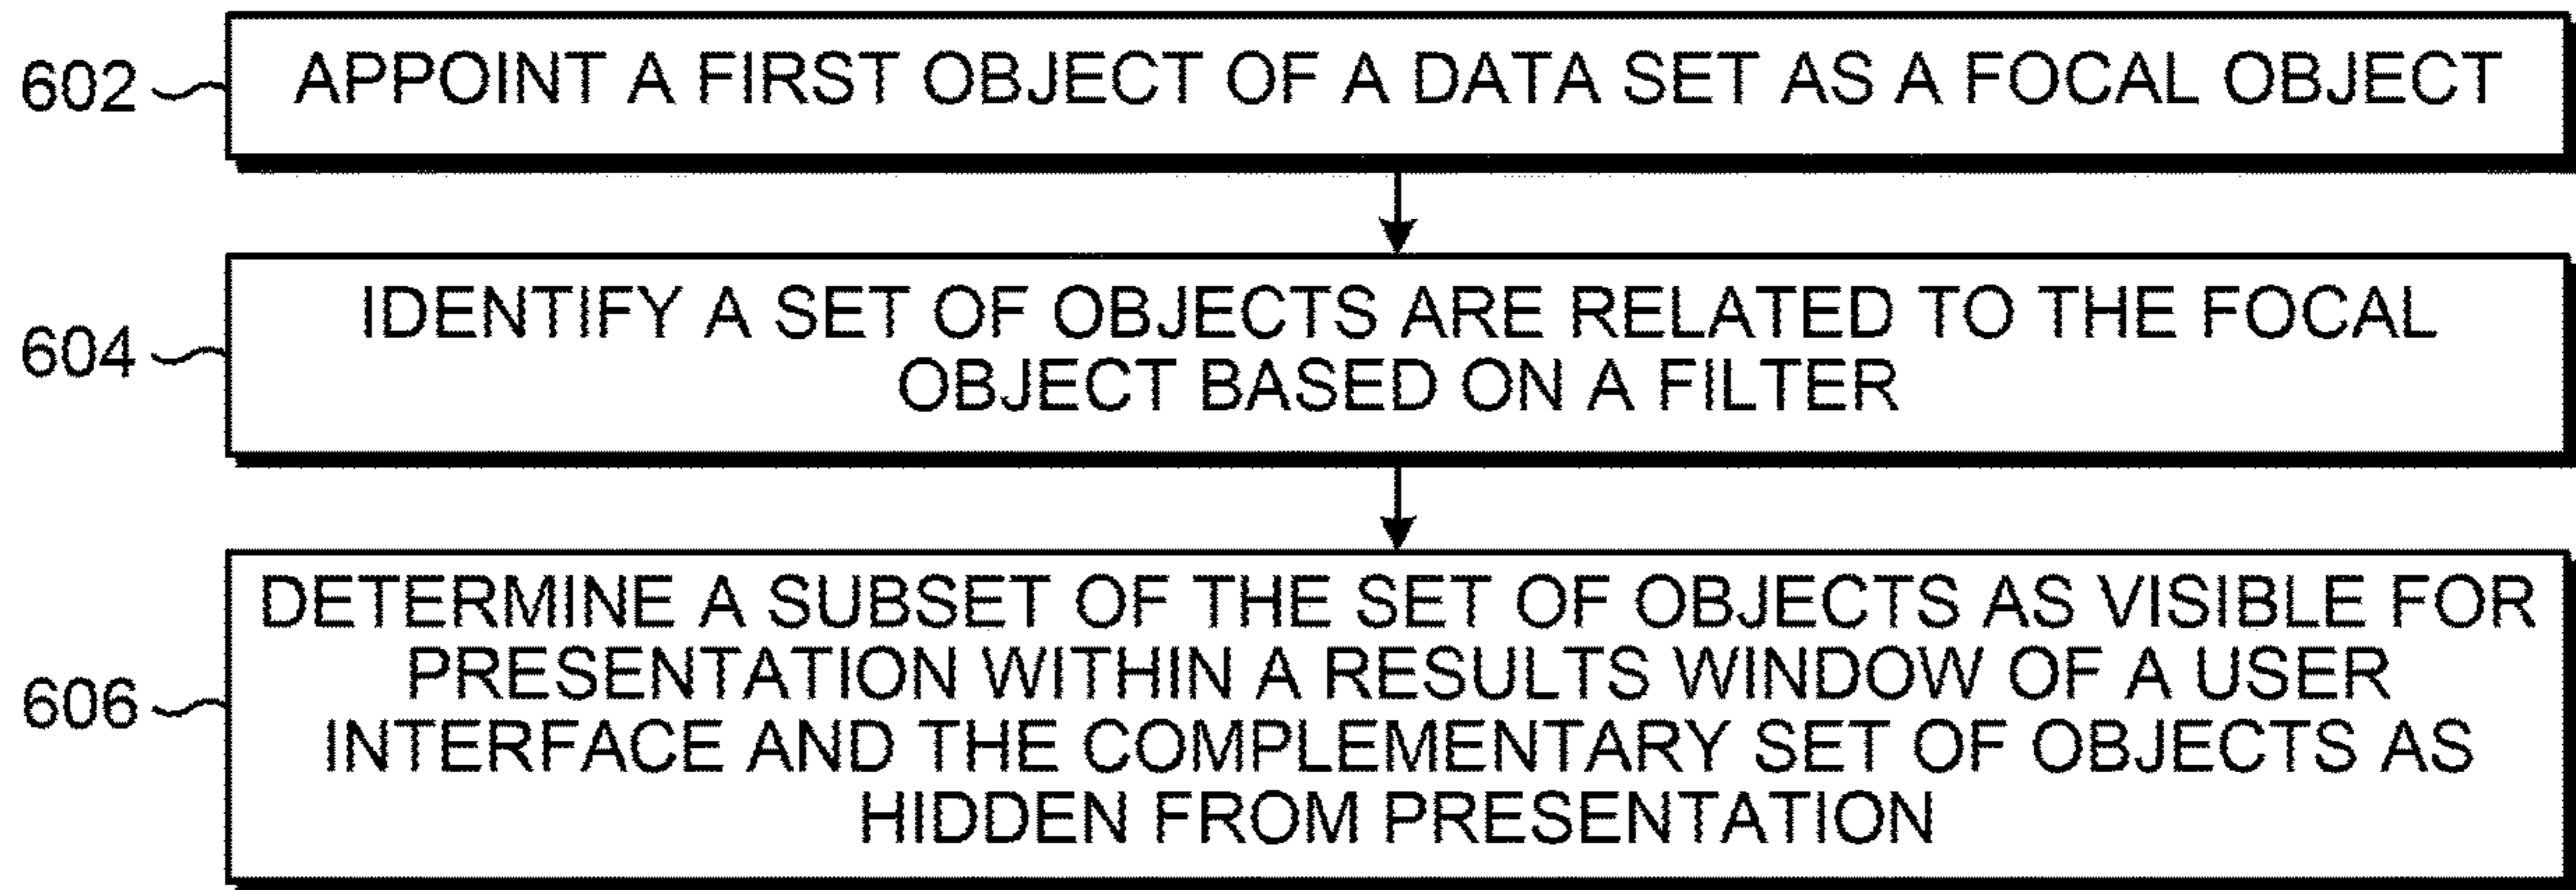 602
APPOINT A FIRST OBJECT OF A DATA SET AS A FOCAL OBJECT
604
IDENTIFY A SET OF OBJECTS ARE RELATED TO THE FOCAL
OBJECT BASED ON A FILTER
606
DETERMINE A SUBSET OF THE SET OF OBJECTS AS VISIBLE FOR
PRESENTATION WITHIN A RESULTS WINDOW OF A USER
INTERFACE AND THE COMPLEMENTARY SET OF OBJECTS AS
HIDDEN FROM PRESENTATION